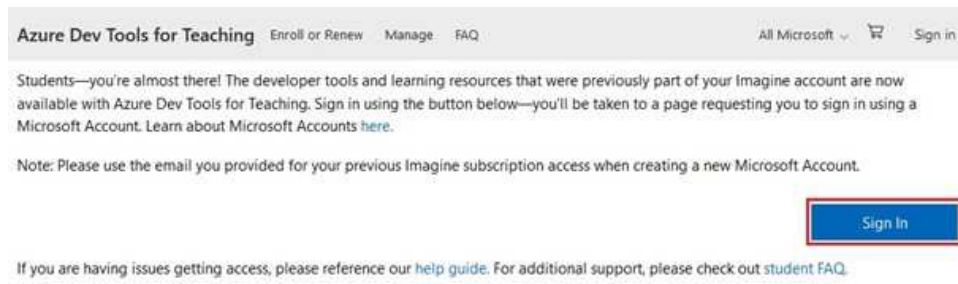 Azure Dev Tools for Teaching Enroll or Renew Manage FAQ All Microsoft Sign in
Students—you're almost there! The developer tools and learning resources that were previously part of your Imagine account are now
available with Azure Dev Tools for Teaching. Sign in using the button below—you'll be taken to a page requesting you to sign in using a
Microsoft Account. Learn about Microsoft Accounts here.
Note: Please use the email you provided for your previous Imagine subscription access when creating a new Microsoft Account.
Sign In
If you are having issues getting access, please reference our help guide. For additional support, please check out student FAQ.